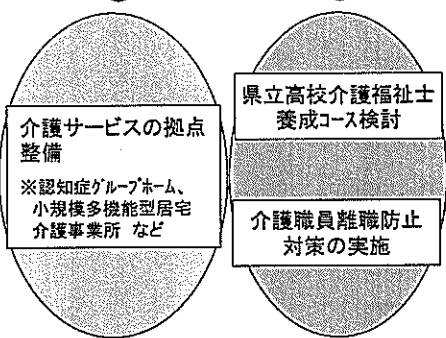 介護サービスの拠点
整備
※認知症グループホーム、
小規模多機能型居宅
介護事業所 など
県立高校介護福祉士
養成コース検討
介護職員離職防止
対策の実施